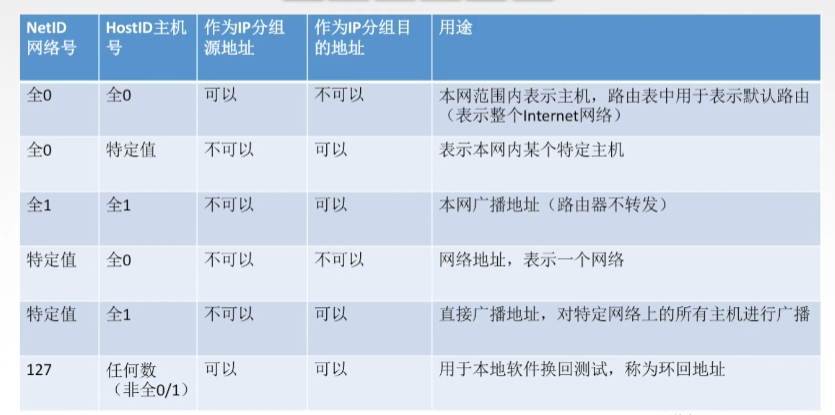 NetID 网络号
HostID主机号
作为IP分组源地址
作为IP分组目的地址
用途
全0
全0
可以
不可以
本网范围内表示主机，路由表中用于表示默认路由
（表示整个Internet网络）
全0
特定值
不可以
可以
表示本网内某个特定主机
全1
全1
不可以
可以
本网广播地址（路由器不转发）
特定值
全0
不可以
不可以
网络地址，表示一个网络
特定值
全1
不可以
可以
直接广播地址，对特定网络上的所有主机进行广播
127
任何数
（非全0/1）
可以
可以
用于本地软件换回测试，称为环回地址